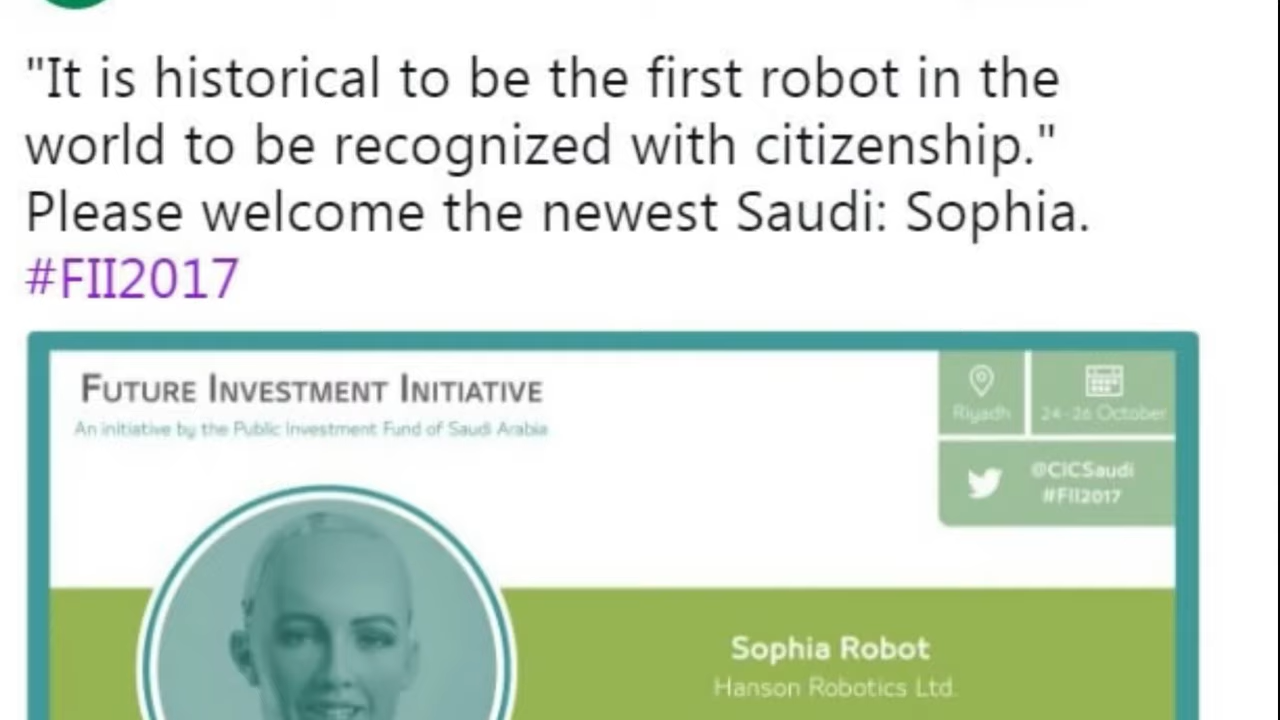 "It is historical to be the first robot in the
world to be recognized with citizenship."
Please welcome the newest Saudi: Sophia.
#FII2017
FUTURE INVESTMENT INITIATIVE
An initiative by the Public Investment Fund of Saudi Arabia
Riyadh
24-26 October
@CICSaudi
#FII2017
Sophia Robot
Hanson Robotics Ltd.